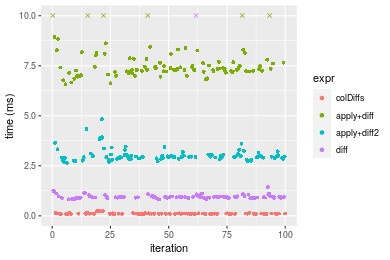 time (ms)
10.0
7.5
5.0
2.5
0.0
0
25
50
75
100
iteration
expr
colDiffs
apply+diff
apply+diff2
diff